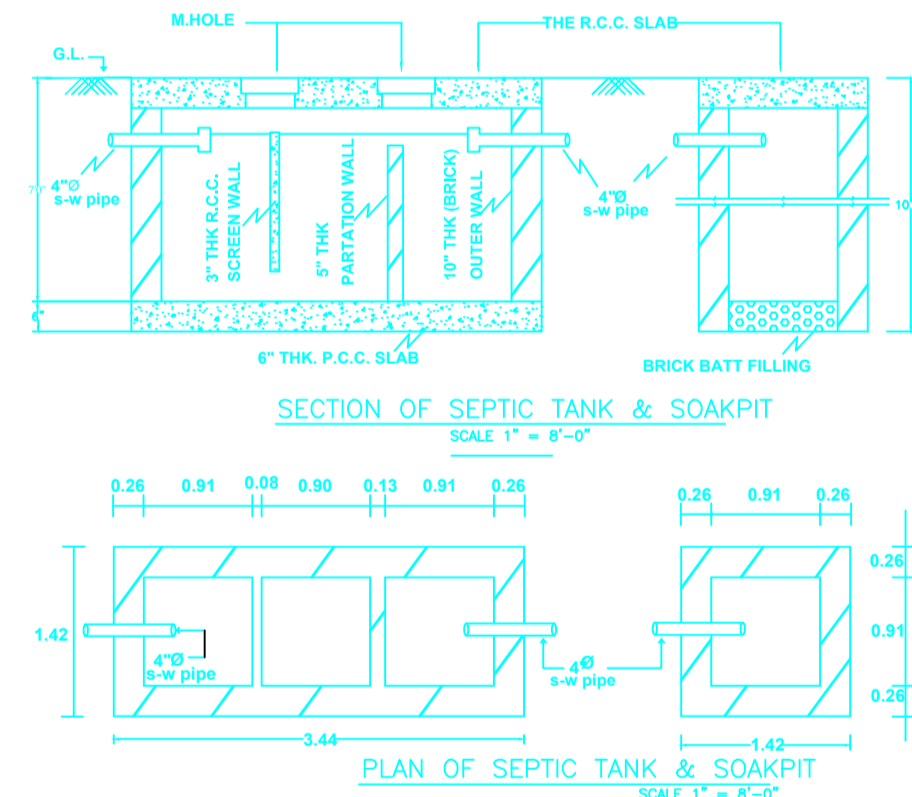 M.HOLE
THE R.C.C. SLAB
G.L.
4"Ø
s-w pipe
3" THK R.C.C.
SCREEN WALL
5" THK
PARTATION WALL
10" THK (BRICK)
OUTER WALL
4"Ø
s-w pipe
10'
6"
6" THK. P.C.C. SLAB
BRICK BATT FILLING
SECTION OF SEPTIC TANK & SOAKPIT
SCALE 1" = 8'-0"
0.26 0.91 0.08 0.90 0.13 0.91 0.26
0.26 0.91 0.26
0.26
1.42
0.91
4"Ø
s-w pipe
4"Ø
s-w pipe
0.26
3.44
1.42
PLAN OF SEPTIC TANK & SOAKPIT
SCALE 1" = 8'-0"